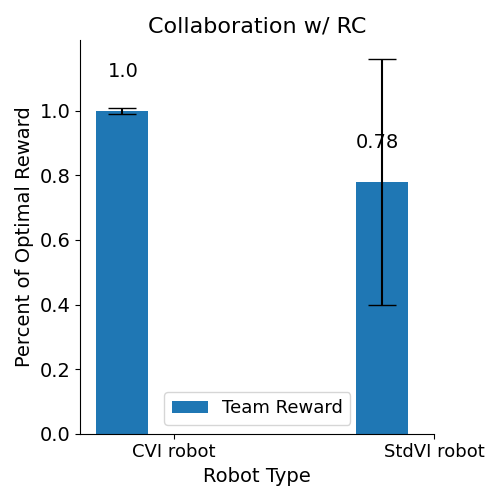 Collaboration w/ RC
Percent of Optimal Reward
1.0
0.8
0.6
0.4
0.2
0.0
1.0
0.78
Team Reward
CVI robot
StdVI robot
Robot Type